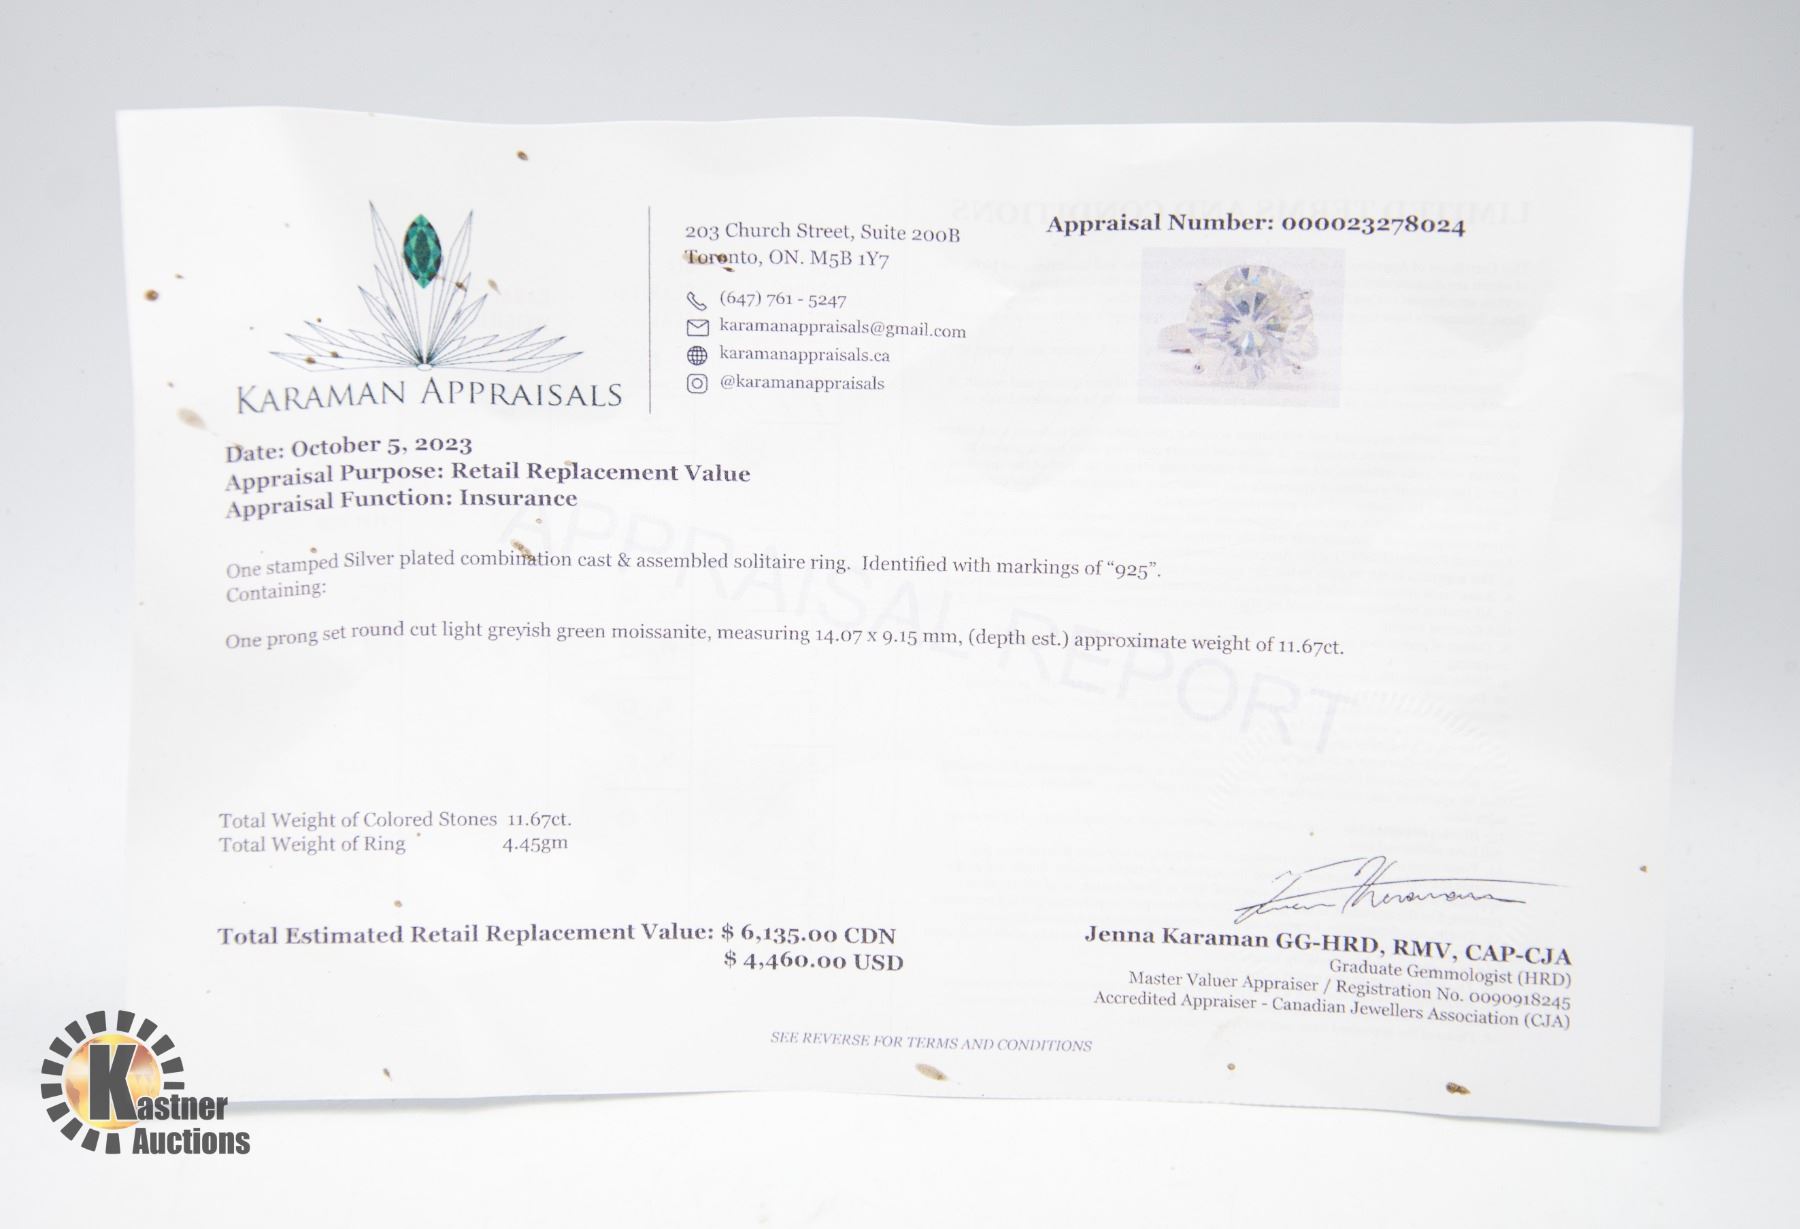 KARAMAN APPRAISALS
203 Church Street, Suite 200B
Toronto, ON. M5B 1Y7
(647) 761 - 5247
karamanappraisals@gmail.com
karamanappraisals.ca
@karamanappraisals
Appraisal Number: 000023278024
Date: October 5, 2023
Appraisal Purpose: Retail Replacement Value
Appraisal Function: Insurance
APPRAISAL REPORT
One stamped Silver plated combination cast & assembled solitaire ring. Identified with markings of “925”.
Containing:
One prong set round cut light greyish green moissanite, measuring 14.07 x 9.15 mm, (depth est.) approximate weight of 11.67ct.
Total Weight of Colored Stones 11.67ct.
Total Weight of Ring 4.45gm
Total Estimated Retail Replacement Value: $ 6,135.00 CDN
$ 4,460.00 USD
Jenna Karaman GG-HRD, RMV, CAP-CJA
Graduate Gemmologist (HRD)
Master Valuer Appraiser / Registration No. 0090918245
Accredited Appraiser - Canadian Jewellers Association (CJA)
SEE REVERSE FOR TERMS AND CONDITIONS
Kastner
Auctions